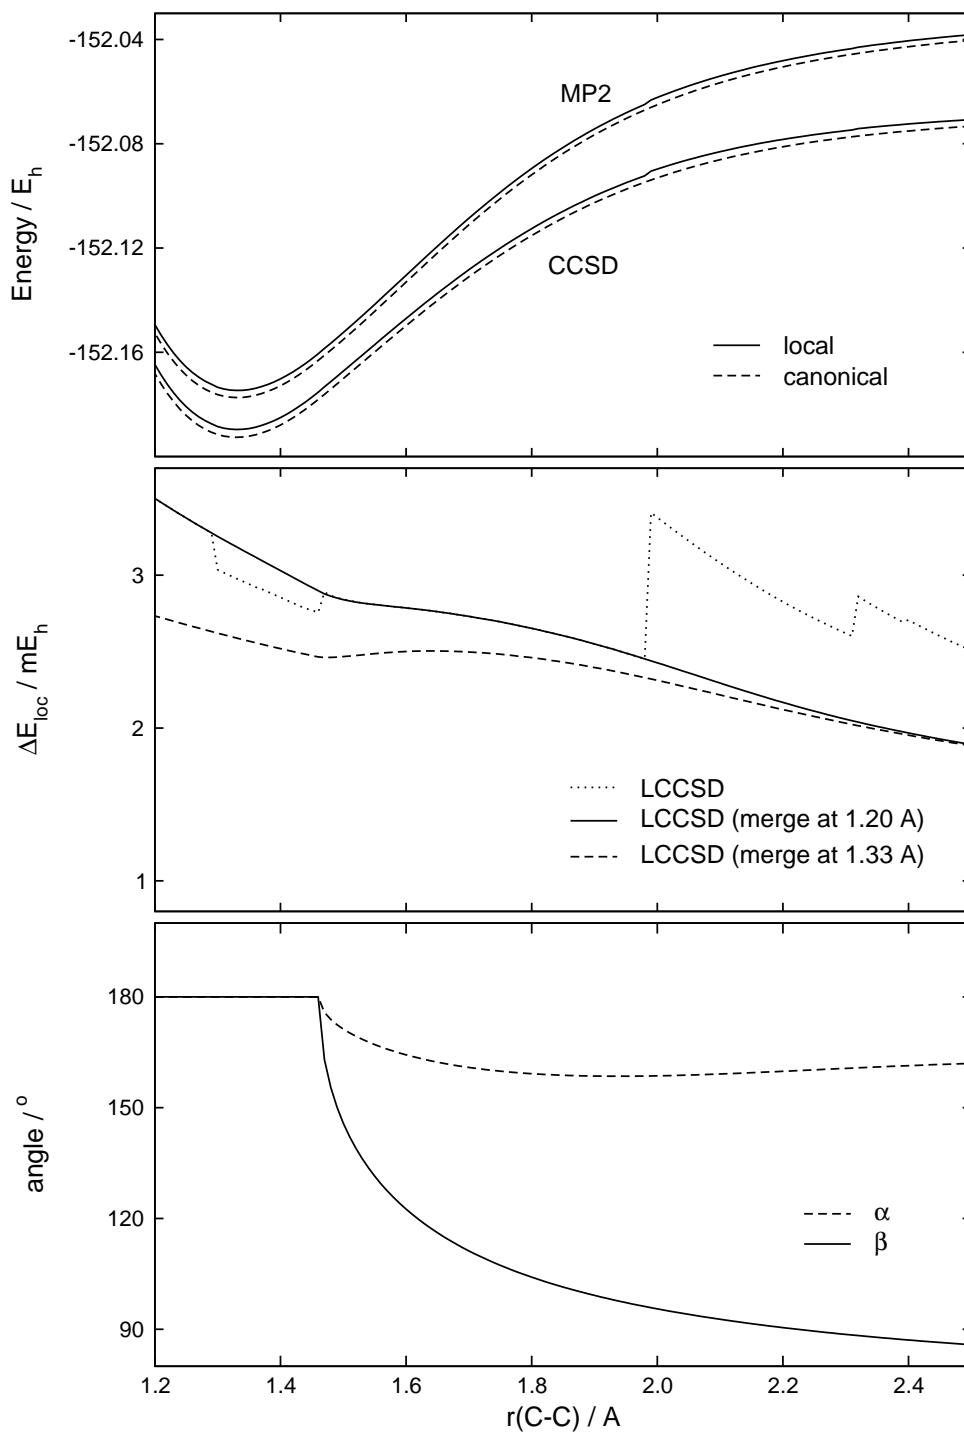 -152.04
-152.08
-152.12
-152.16
Energy / E_h
MP2
CCSD
local
canonical
3
2
1
ΔE_loc / mE_h
LCCSD
LCCSD (merge at 1.20 A)
LCCSD (merge at 1.33 A)
180
150
120
90
angle / °
α
β
1.2 1.4 1.6 1.8 2.0 2.2 2.4
r(C-C) / A